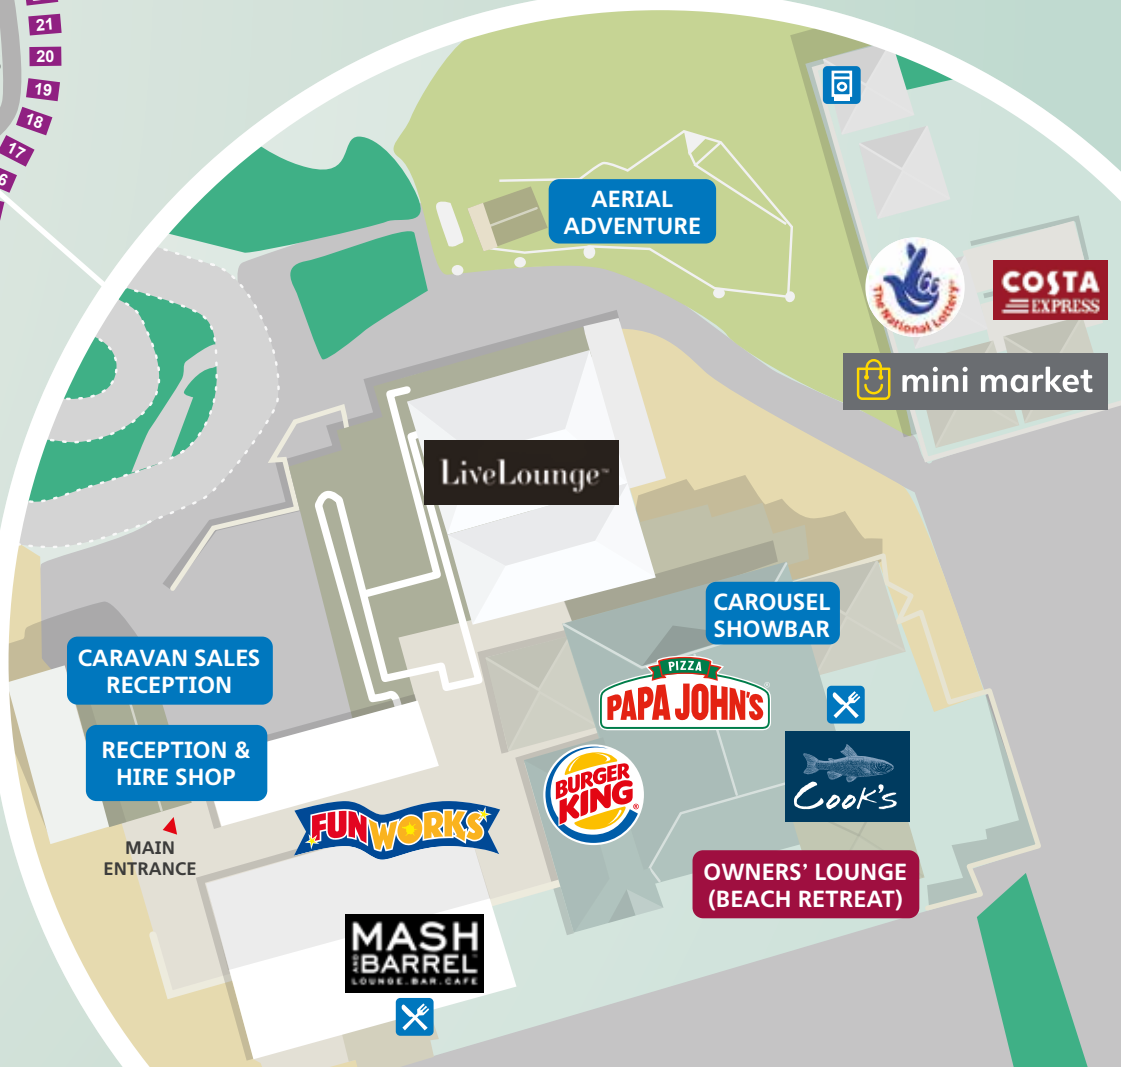 21
20
19
18
17
6
AERIAL
ADVENTURE
The National Lottery
COSTA
EXPRESS
mini market
LiveLounge™
CAROUSEL
SHOWBAR
CARAVAN SALES
RECEPTION
PIZZA
PAPA JOHN'S
RECEPTION &
HIRE SHOP
BURGER
KING®
Cook's
FUNWORKS
MAIN
ENTRANCE
OWNERS' LOUNGE
(BEACH RETREAT)
MASH
AND BARREL
LOUNGE.BAR.CAFE